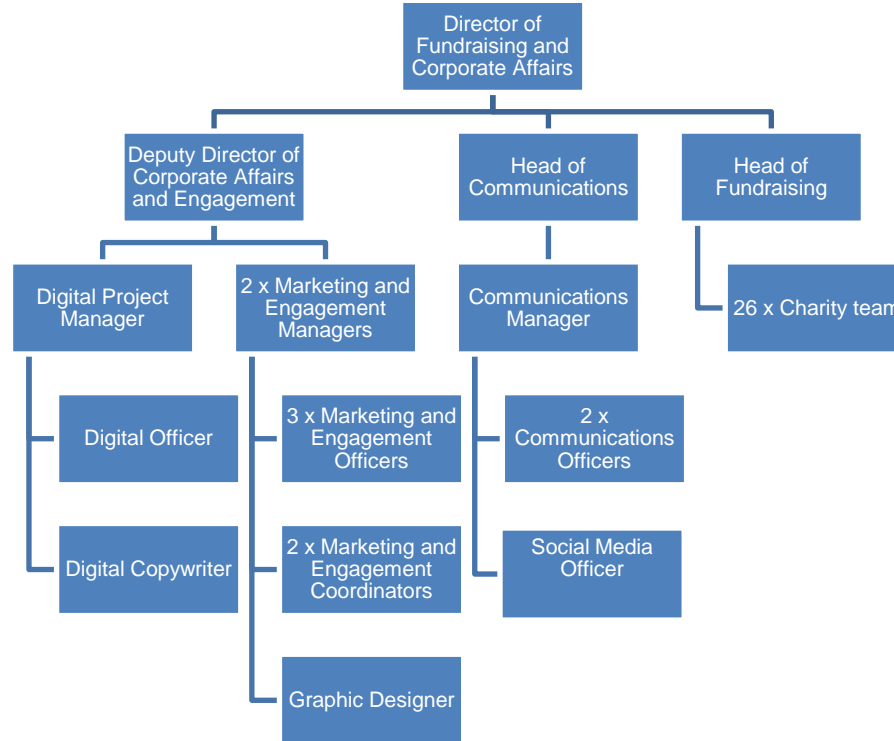 Director of
Fundraising and
Corporate Affairs
Deputy Director of
Corporate Affairs
and Engagement
Head of
Communications
Head of
Fundraising
Digital Project
Manager
2 x Marketing and
Engagement
Managers
Communications
Manager
26 x Charity team
Digital Officer
3 x Marketing and
Engagement
Officers
2 x
Communications
Officers
Digital Copywriter
2 x Marketing and
Engagement
Coordinators
Social Media
Officer
Graphic Designer